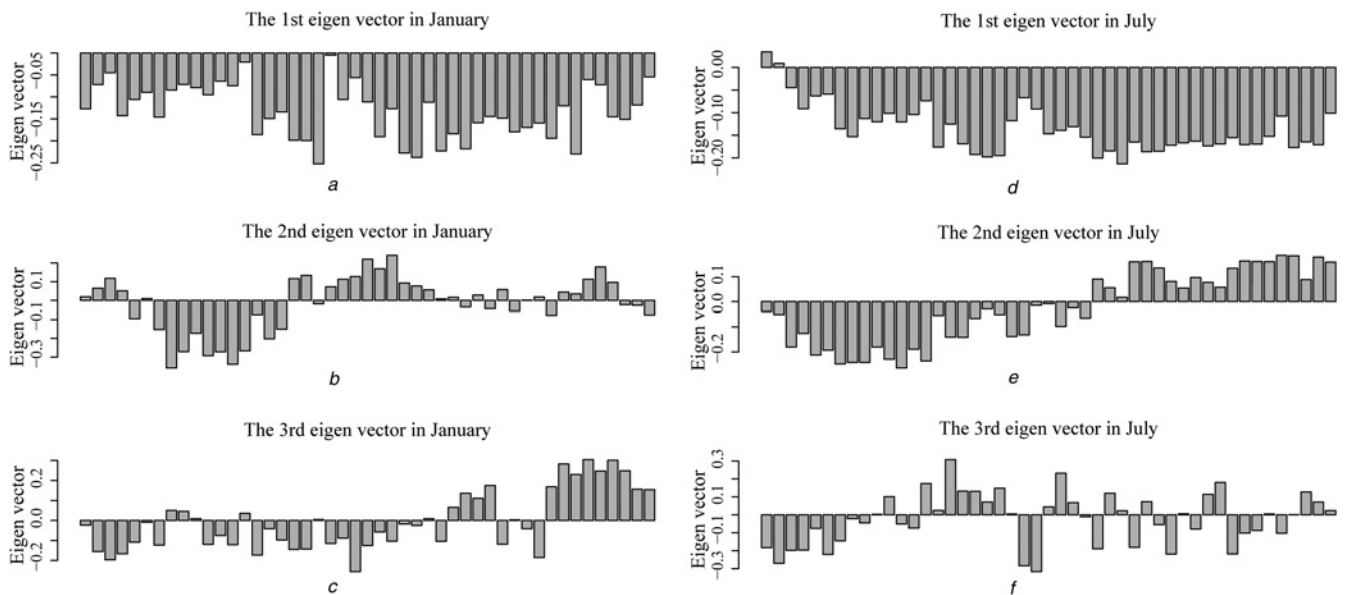 The 1st eigen vector in January
Eigen vector
-0.05
-0.15
-0.25
a
The 2nd eigen vector in January
Eigen vector
0.1
-0.1
-0.3
b
The 3rd eigen vector in January
Eigen vector
0.2
0.0
-0.2
c
The 1st eigen vector in July
Eigen vector
0.00
-0.10
-0.20
d
The 2nd eigen vector in July
Eigen vector
0.1
0.0
-0.2
e
The 3rd eigen vector in July
Eigen vector
0.3
0.1
-0.1
-0.3
f